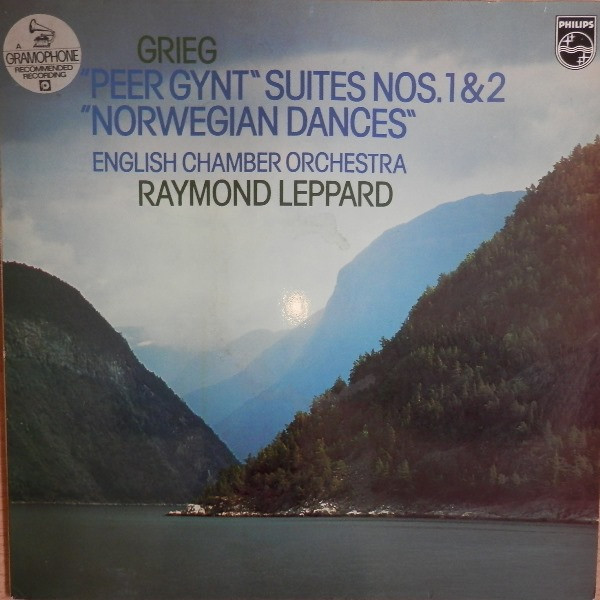 A
GRAMOPHONE
RECOMMENDED
RECORDING
PHILIPS
GRIEG
"PEER GYNT" SUITES NOS.1&2
"NORWEGIAN DANCES"
ENGLISH CHAMBER ORCHESTRA
RAYMOND LEPPARD